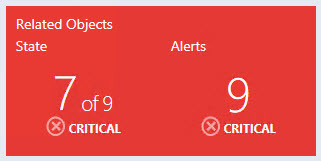 Related Objects
State Alerts
7 of 9 9
CRITICAL CRITICAL